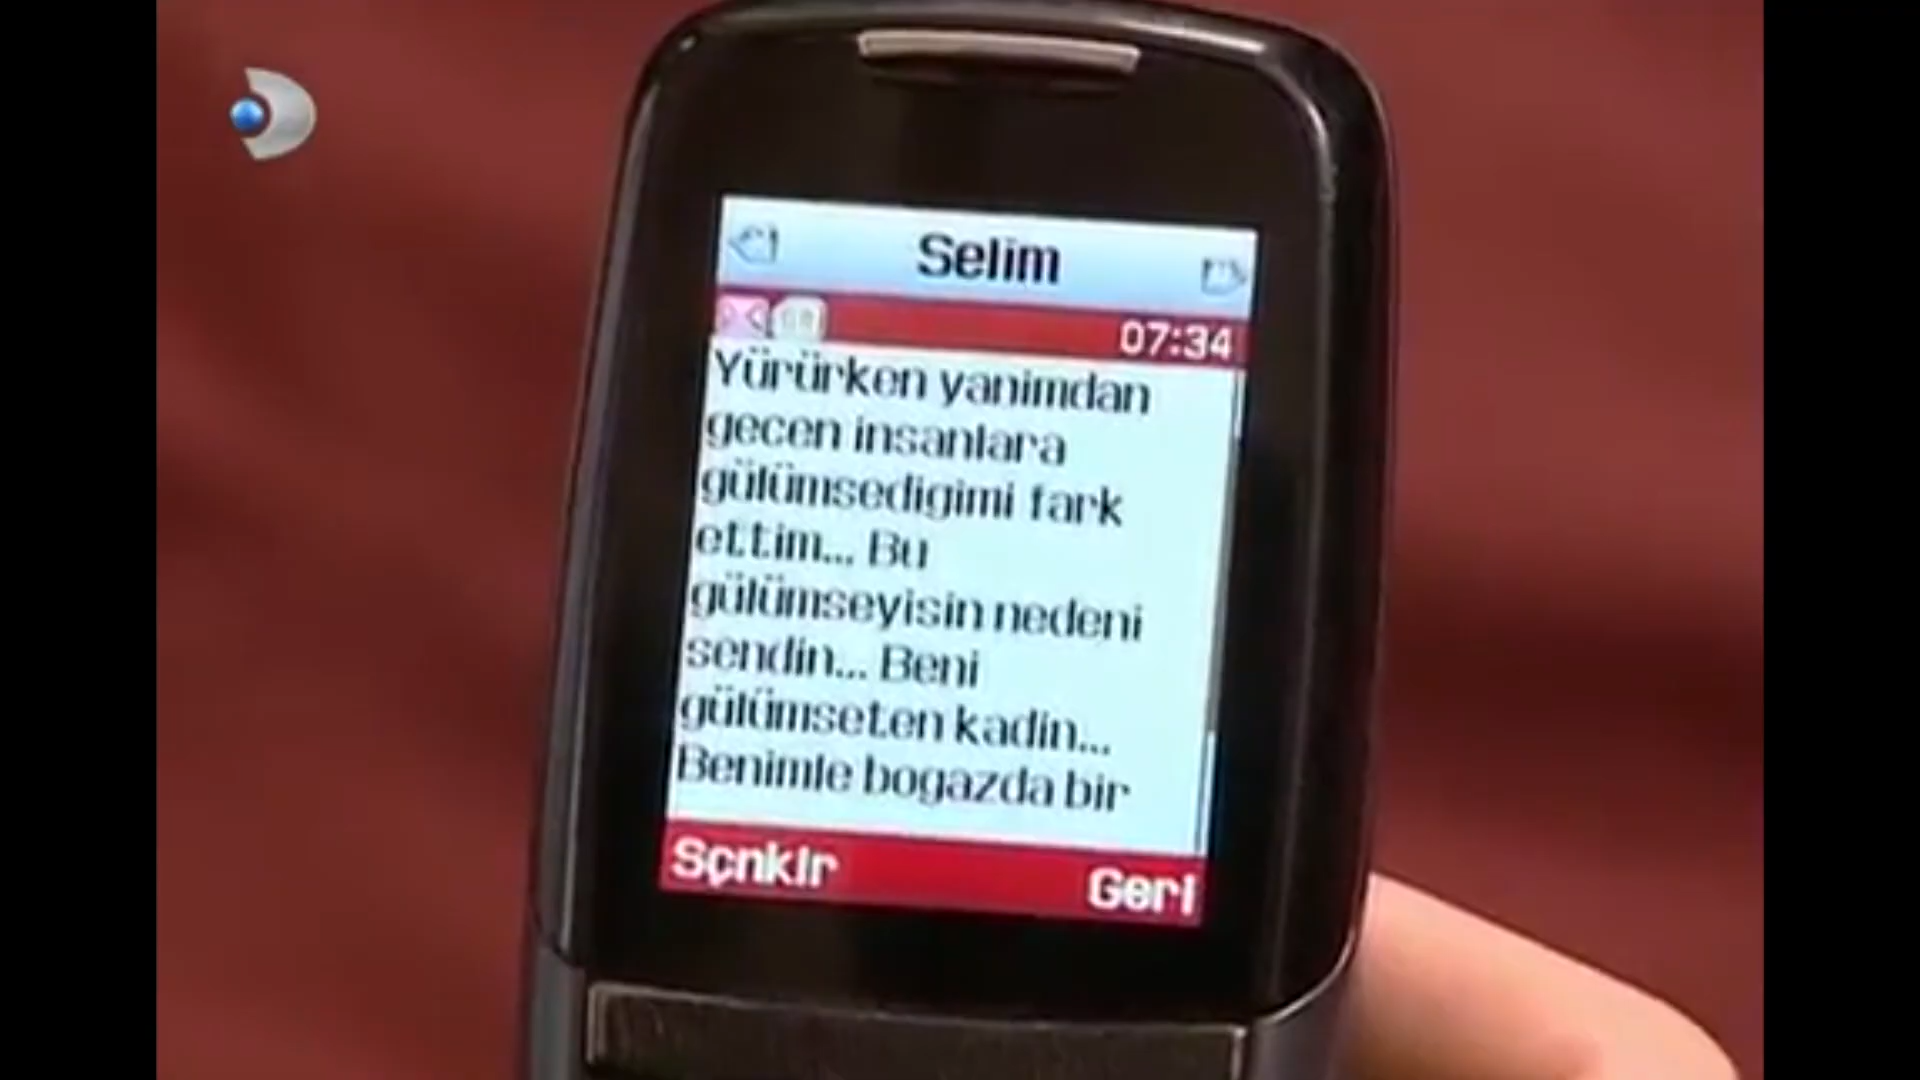 Selim
07:34
Yürürken yanimdan
gecen insanlara
gülümsedigimi fark
ettim... Bu
gülümseyisin nedeni
sendin... Beni
gülümseten kadin...
Benimle bogazda bir
Sçnklr
Geri